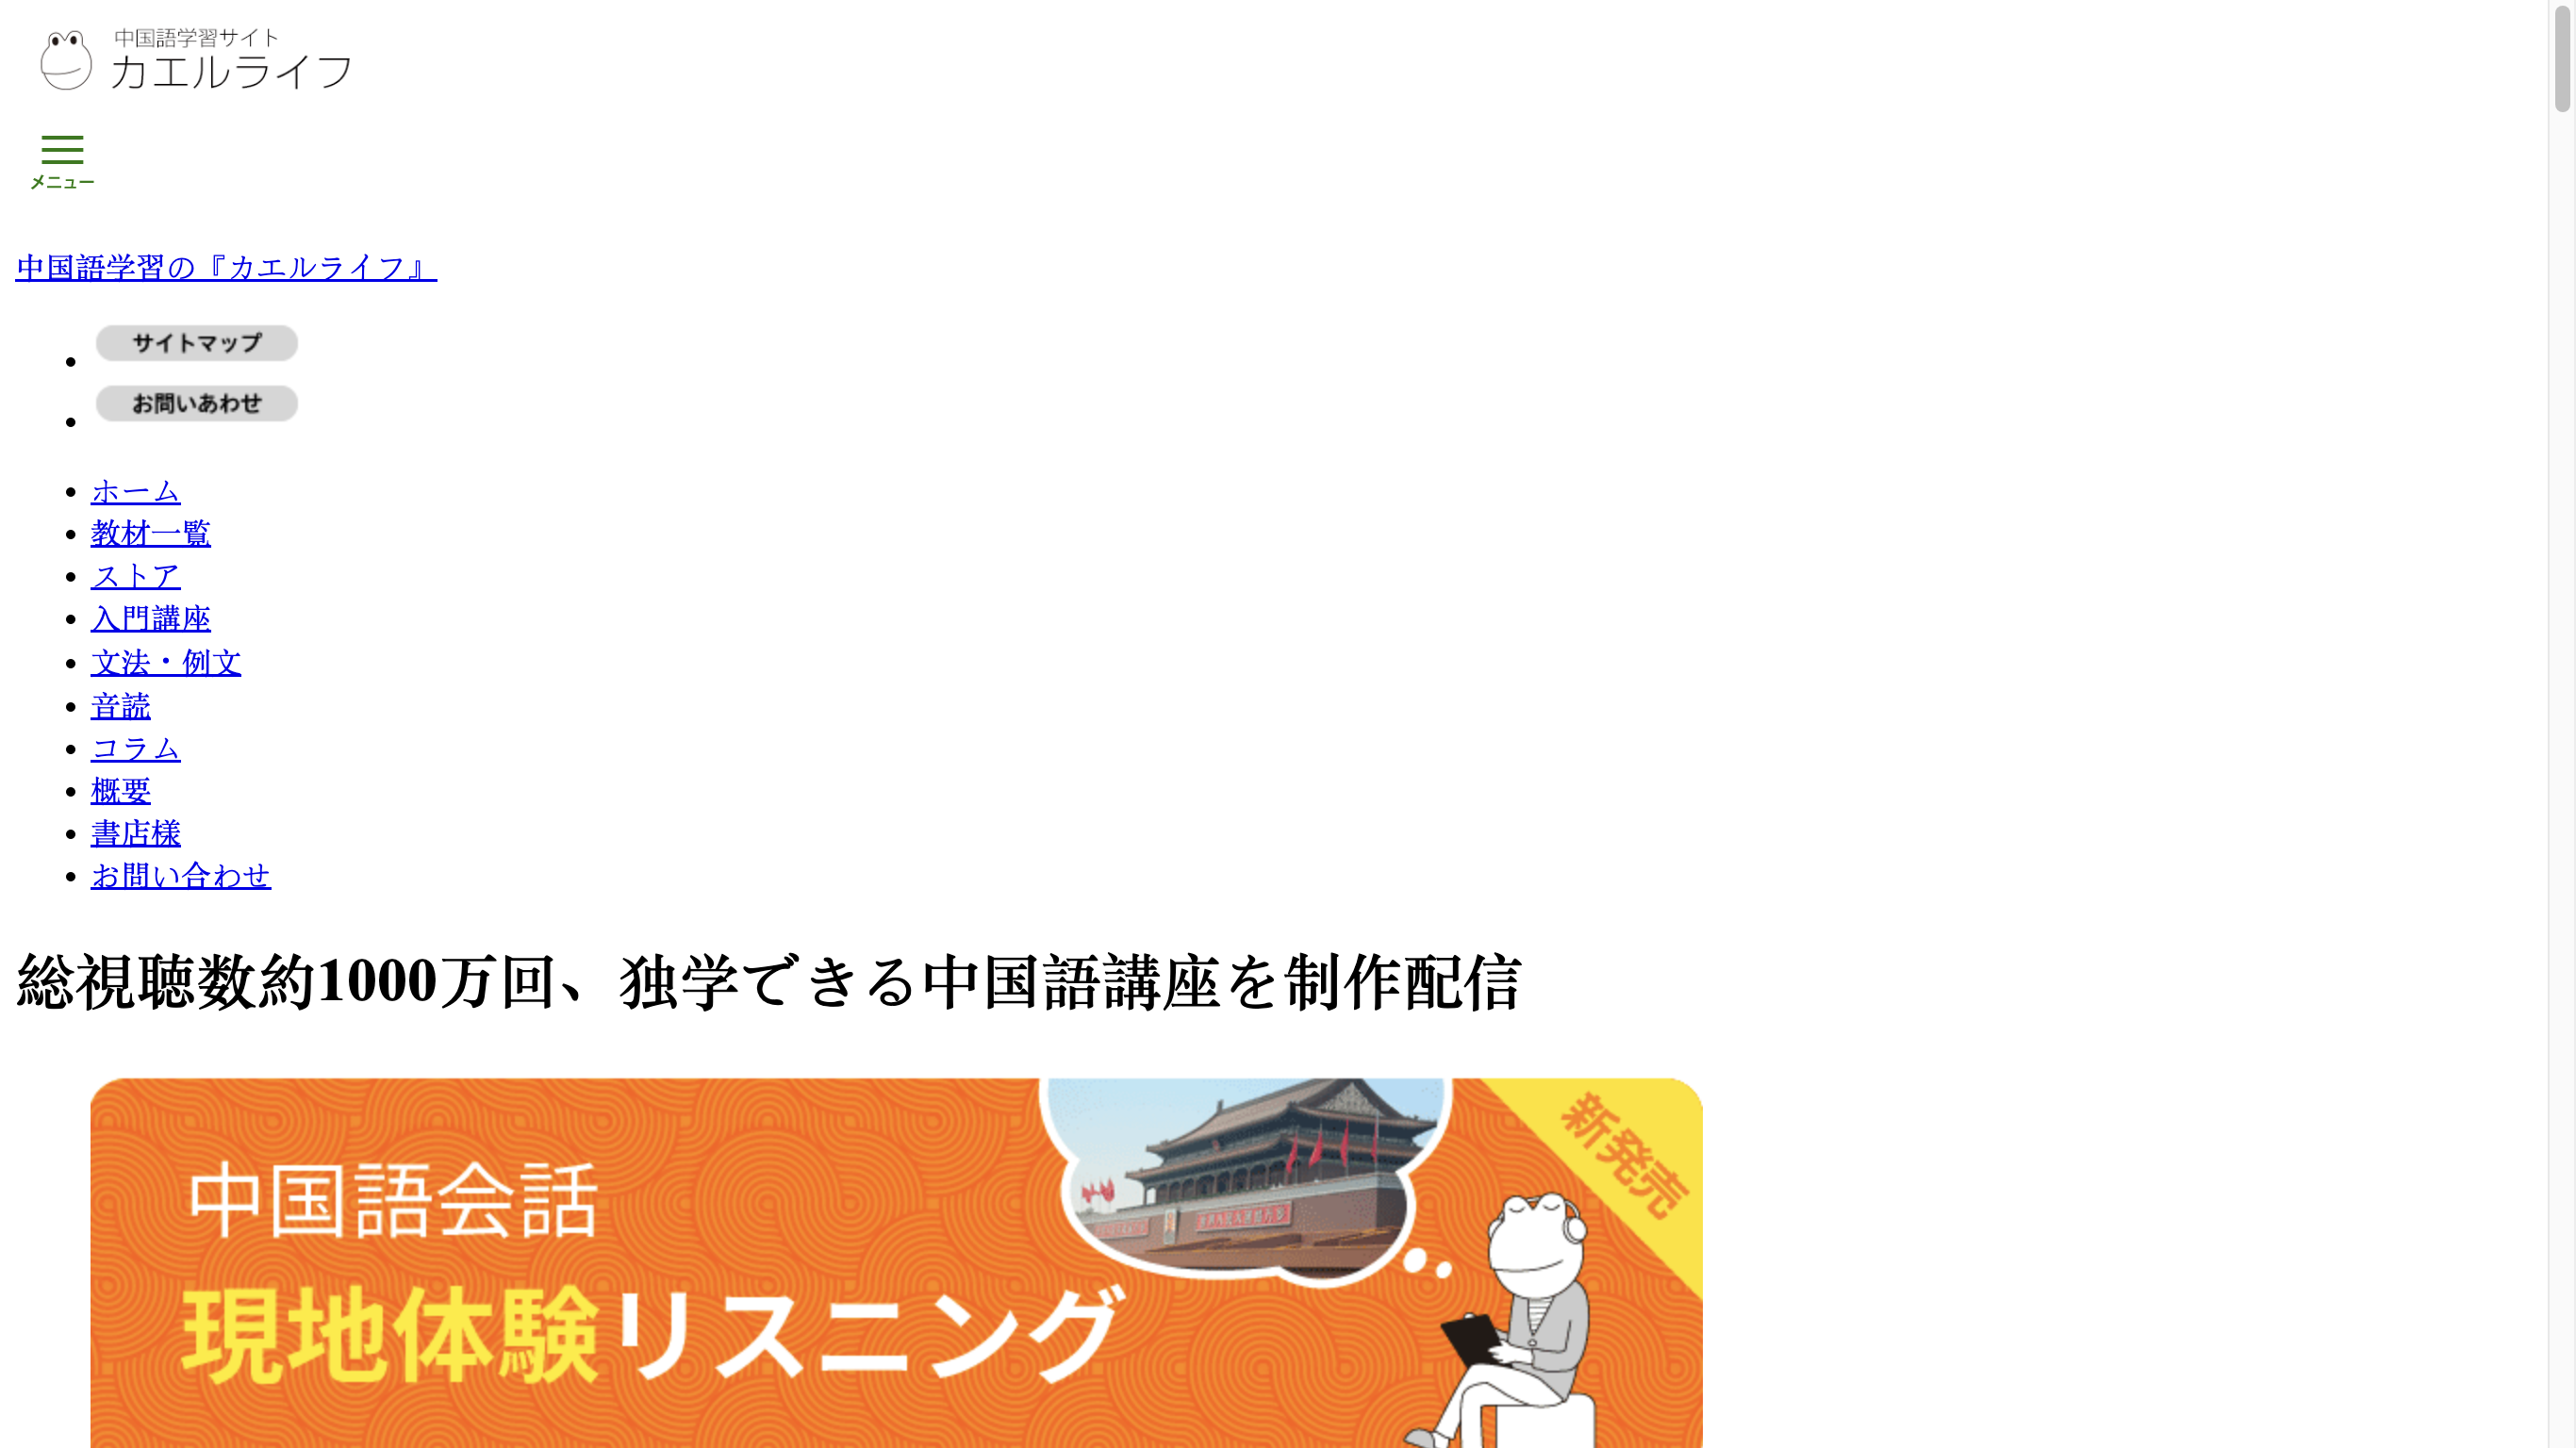 中国語学習サイト
カエルライフ
メニュー
中国語学習の『カエルライフ』
サイトマップ
お問いあわせ
ホーム
教材一覧
ストア
入門講座
文法・例文
音読
コラム
概要
書店様
お問い合わせ
総視聴数約1000万回、独学できる中国語講座を制作配信
新発売
中国語会話
現地体験リスニング